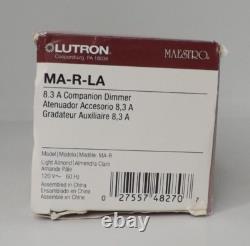 LUTRON
Coopersburg, PA 18036
MAESTRO
MA-R-LA
8.3 A Companion Dimmer
Atenuador Accesorio 8,3 A
Gradateur Auxiliaire 8,3 A
Model | Modelo | Modèle: MA-R
Light Almond | Almendra Claro
Amande Pâle
120 V~ 60 Hz
Assembled in China
Ensamblado en China
Assemblé en Chine
0 27557 48270 7